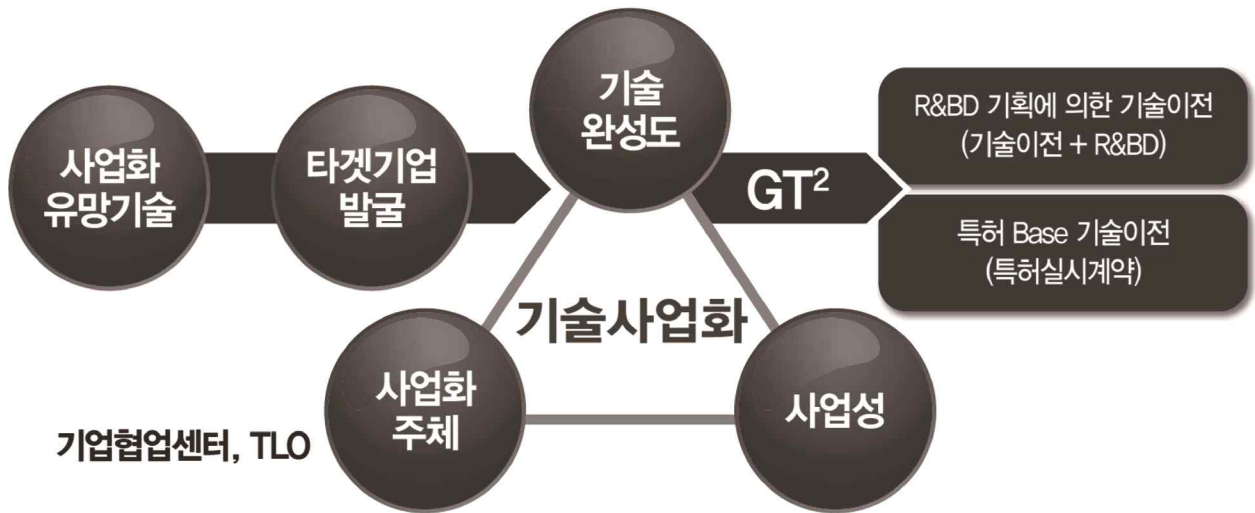 사업화
유망기술
타겟기업
발굴
기술
완성도
GT²
R&BD 기획에 의한 기술이전
(기술이전 + R&BD)
특허 Base 기술이전
(특허실시계약)
기술사업화
사업화
주체
사업성
기업협업센터, TLO